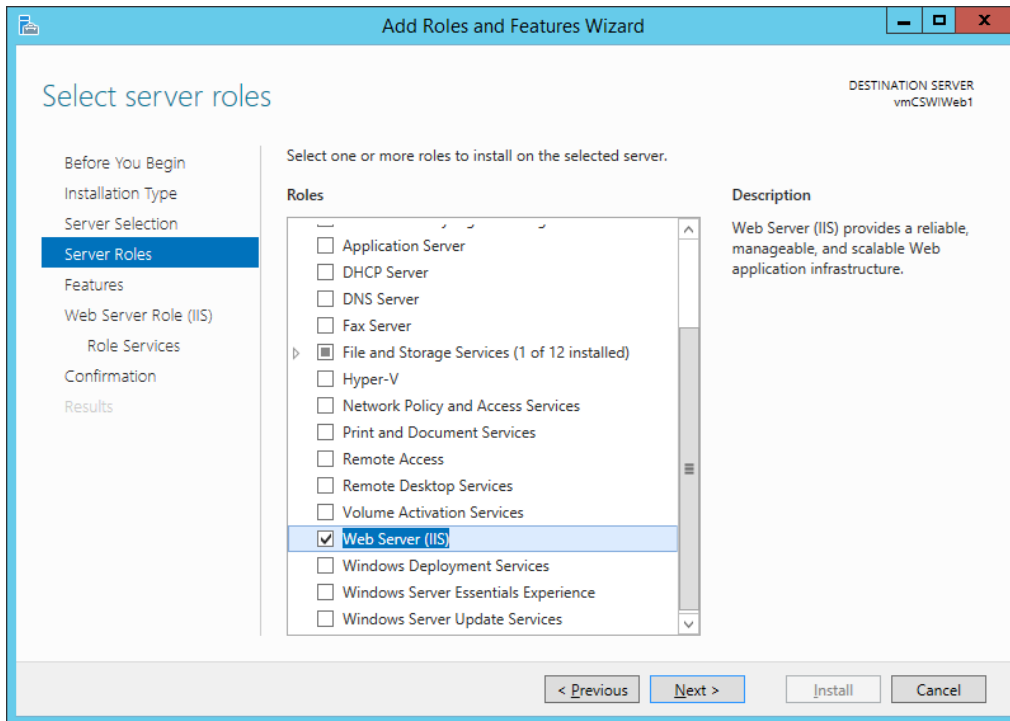 Add Roles and Features Wizard
Select server roles
DESTINATION SERVER
vmCSWIWeb1
Before You Begin
Installation Type
Server Selection
Server Roles
Features
Web Server Role (IIS)
Role Services
Confirmation
Results
Select one or more roles to install on the selected server.
Roles
Application Server
DHCP Server
DNS Server
Fax Server
File and Storage Services (1 of 12 installed)
Hyper-V
Network Policy and Access Services
Print and Document Services
Remote Access
Remote Desktop Services
Volume Activation Services
Web Server (IIS)
Windows Deployment Services
Windows Server Essentials Experience
Windows Server Update Services
Description
Web Server (IIS) provides a reliable,
manageable, and scalable Web
application infrastructure.
< Previous
Next >
Install
Cancel